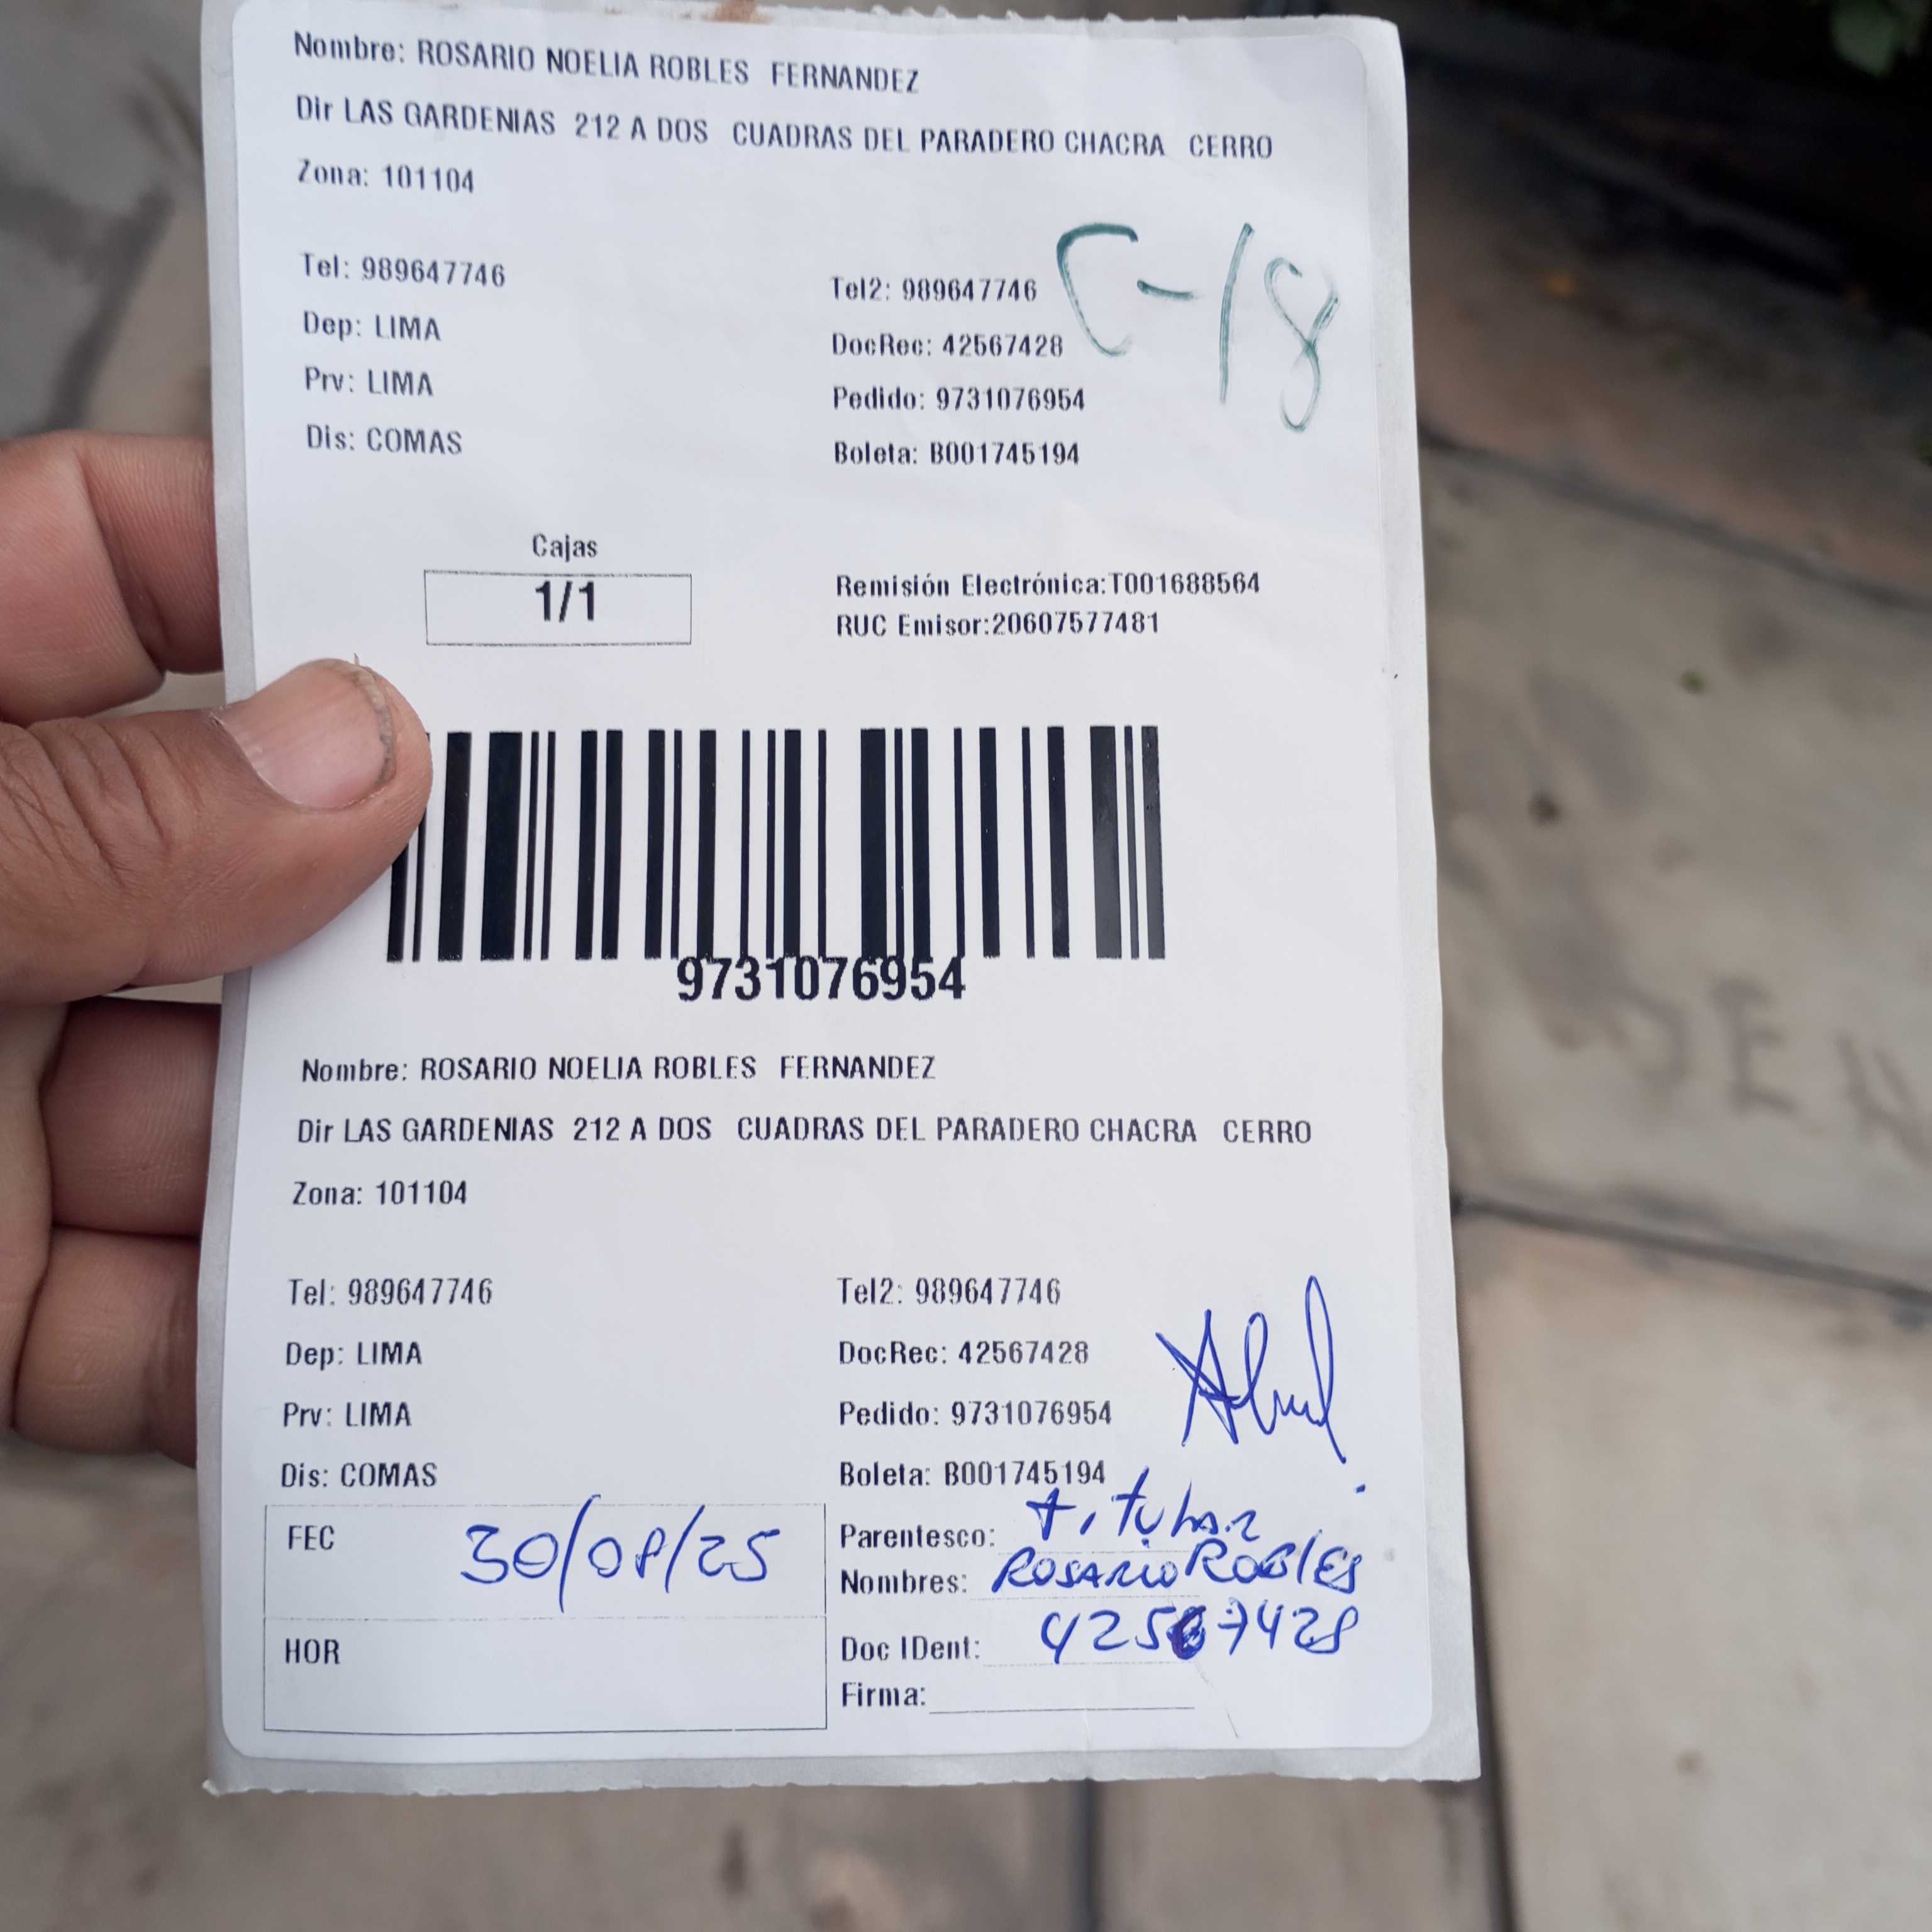 Nombre: ROSARIO NOELIA ROBLES FERNANDEZ
Dir LAS GARDENIAS 212 A DOS CUADRAS DEL PARADERO CHACRA CERRO
Zona: 101104
C-18
Tel: 989647746
Tel2: 989647746
Dep: LIMA
DocRec: 42567428
Prv: LIMA
Pedido: 9731076954
Dis: COMAS
Boleta: B001745194
Cajas
1/1
Remisión Electrónica:T001688564
RUC Emisor:20607577481
9731076954
Nombre: ROSARIO NOELIA ROBLES FERNANDEZ
Dir LAS GARDENIAS 212 A DOS CUADRAS DEL PARADERO CHACRA CERRO
Zona: 101104
Tel: 989647746
Tel2: 989647746
Dep: LIMA
DocRec: 42567428
Prv: LIMA
Pedido: 9731076954
Dis: COMAS
Boleta: B001745194
FEC 30/08/25
Parentesco: titular
Nombres: ROSARIO ROBLES
HOR
Doc IDent: 42567428
Firma: